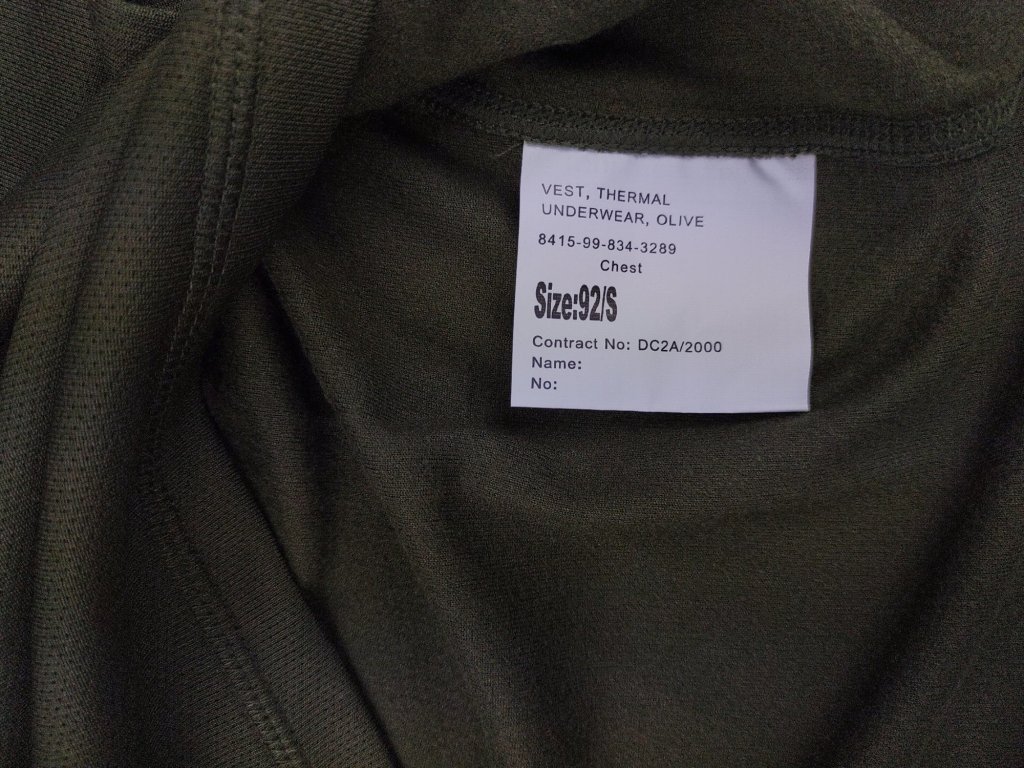 VEST, THERMAL
UNDERWEAR, OLIVE
8415-99-834-3289
Chest
Size:92/S
Contract No: DC2A/2000
Name:
No: